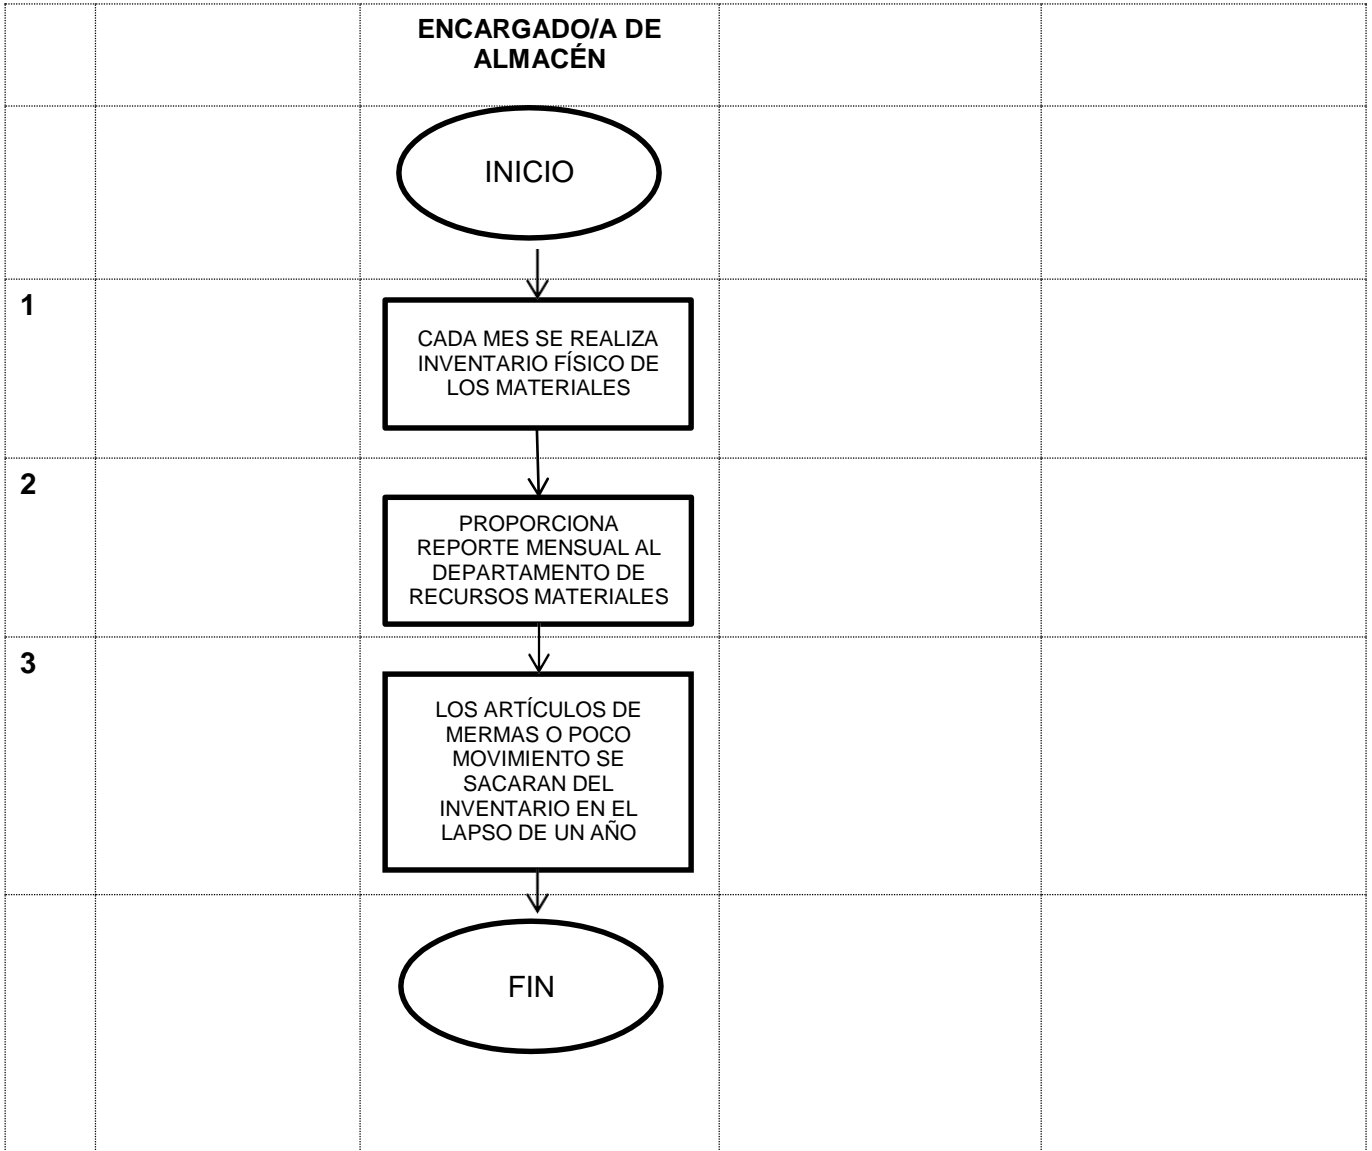 ENCARGADO/A DE
ALMACÉN
INICIO
1
CADA MES SE REALIZA
INVENTARIO FÍSICO DE
LOS MATERIALES
2
PROPORCIONA
REPORTE MENSUAL AL
DEPARTAMENTO DE
RECURSOS MATERIALES
3
LOS ARTÍCULOS DE
MERMAS O POCO
MOVIMIENTO SE
SACARAN DEL
INVENTARIO EN EL
LAPSO DE UN AÑO
FIN